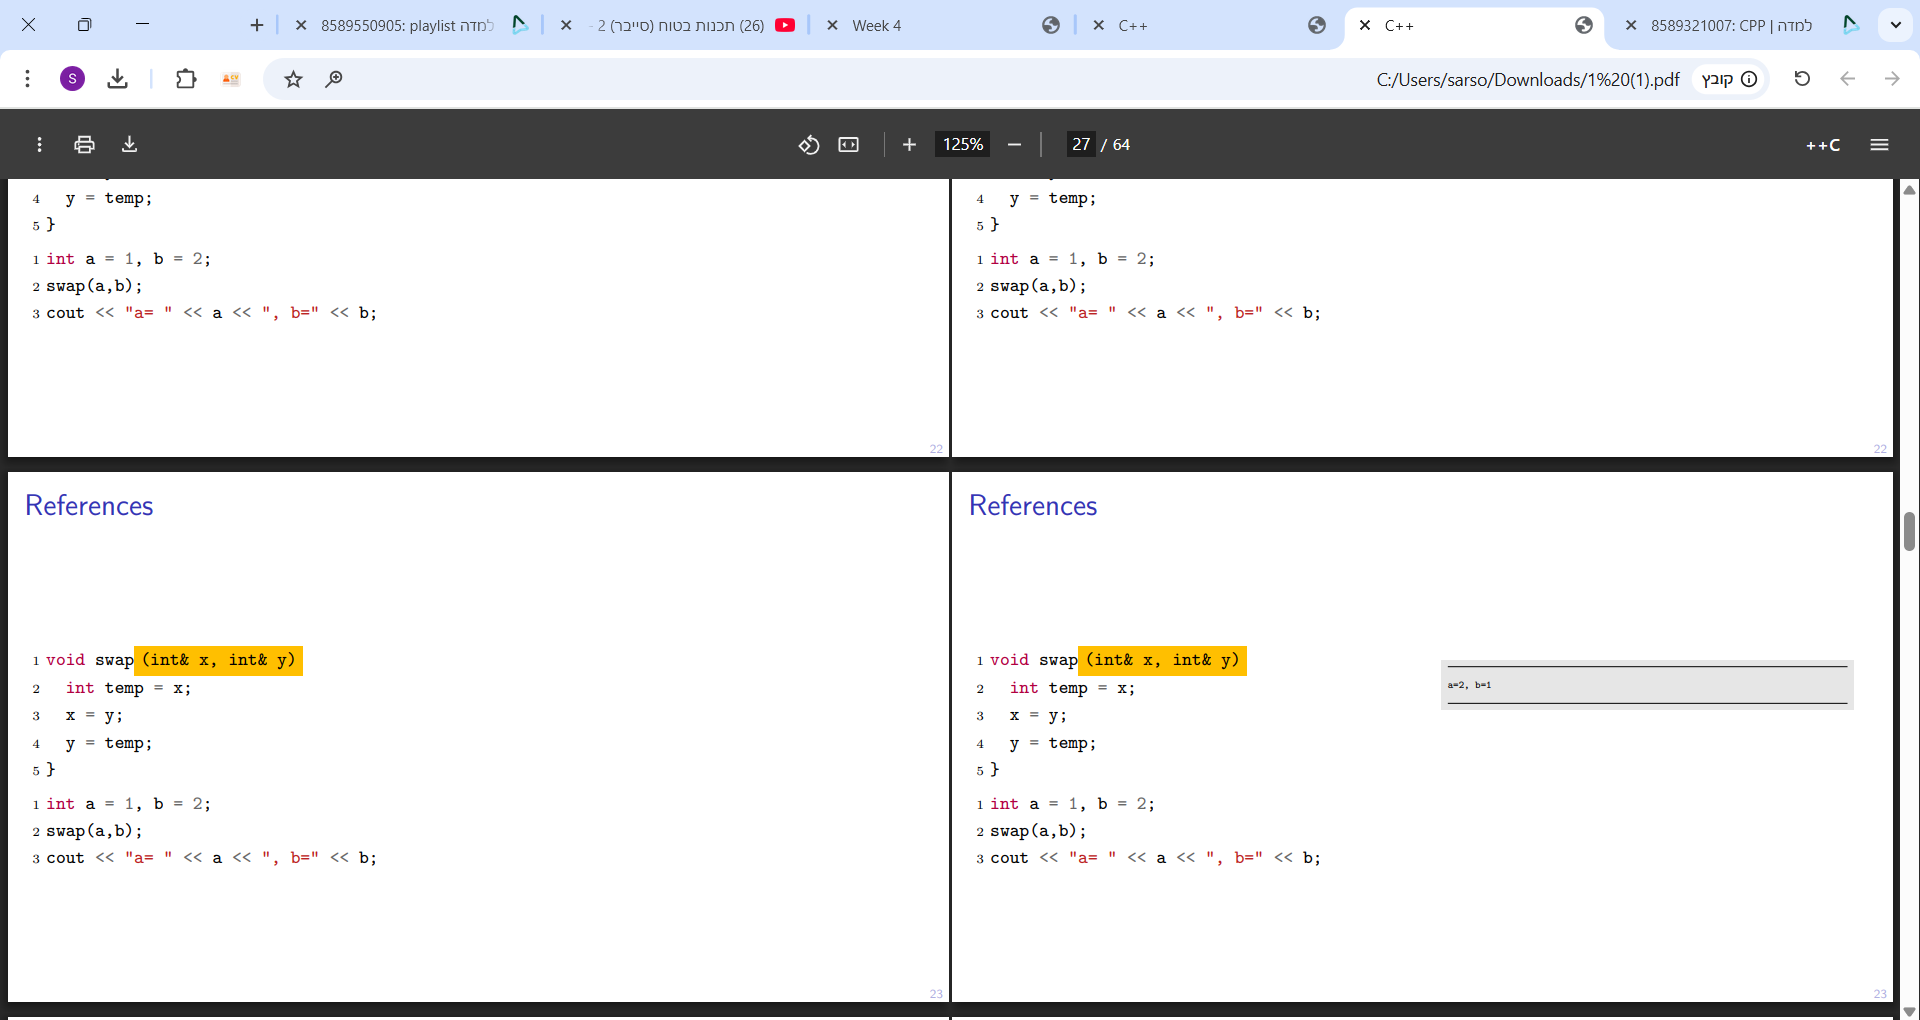 8589550905: playlist למדה
(26) תכנות בטוח (סייבר) 2 -
Week 4
C++
C++
8589321007: CPP | למדה
S
C:/Users/sarso/Downloads/1%20(1).pdf
קובץ
125%
27 / 64
++C
4 y = temp;
5 }
1 int a = 1, b = 2;
2 swap(a,b);
3 cout << "a= " << a << ", b=" << b;
22
4 y = temp;
5 }
1 int a = 1, b = 2;
2 swap(a,b);
3 cout << "a= " << a << ", b=" << b;
22
References
1 void swap (int& x, int& y)
2 int temp = x;
3 x = y;
4 y = temp;
5 }
1 int a = 1, b = 2;
2 swap(a,b);
3 cout << "a= " << a << ", b=" << b;
23
References
1 void swap (int& x, int& y)
2 int temp = x;
3 x = y;
4 y = temp;
5 }
1 int a = 1, b = 2;
2 swap(a,b);
3 cout << "a= " << a << ", b=" << b;
a=2, b=1
23